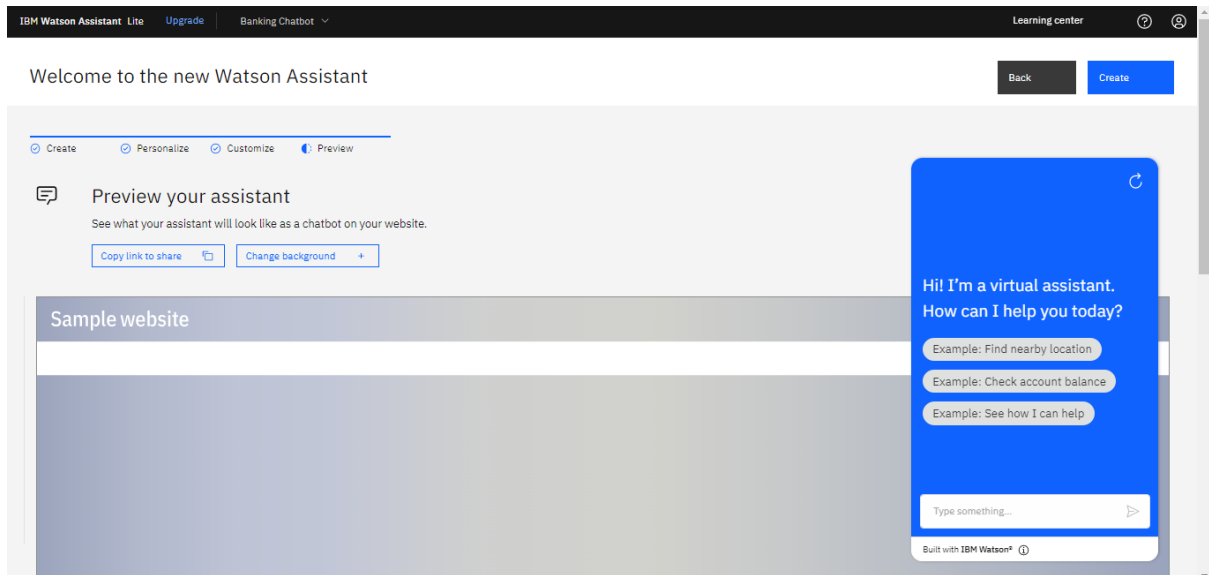 IBM Watson Assistant Lite Upgrade Banking Chatbot Learning center
Welcome to the new Watson Assistant
Back Create
Create Personalize Customize Preview
Preview your assistant
See what your assistant will look like as a chatbot on your website.
Copy link to share Change background +
Sample website
Hi! I'm a virtual assistant.
How can I help you today?
Example: Find nearby location
Example: Check account balance
Example: See how I can help
Type something...
Built with IBM Watson®